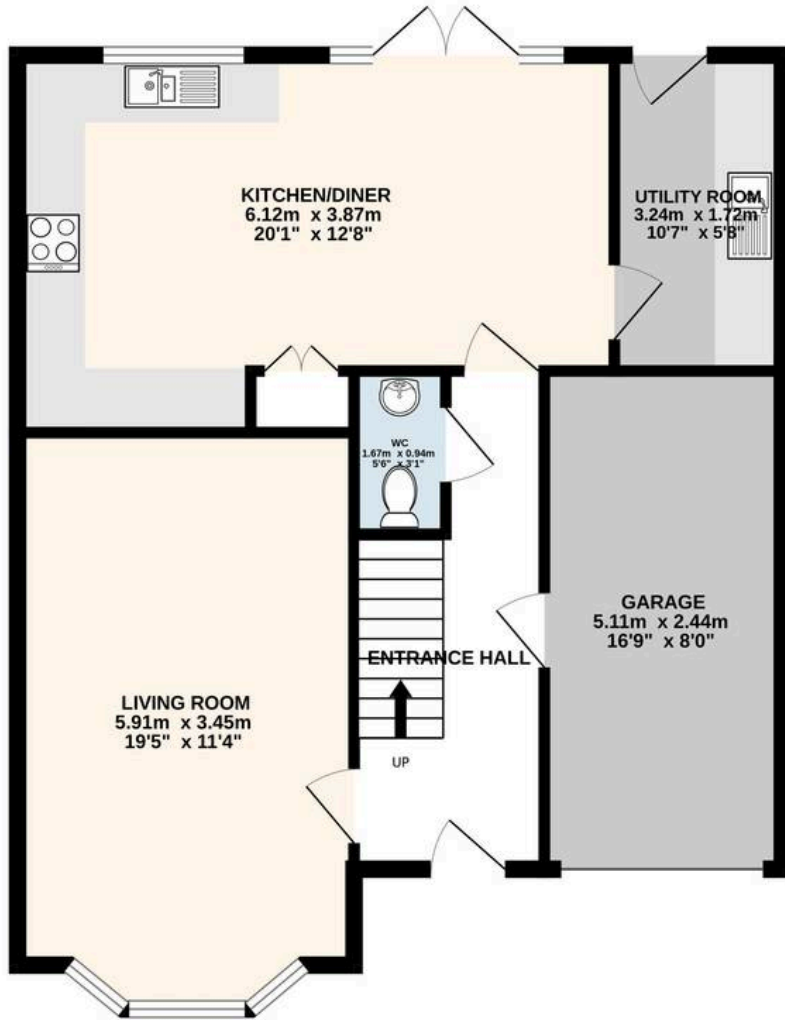 KITCHEN/DINER
6.12m x 3.87m
20'1" x 12'8"
UTILITY ROOM
3.24m x 1.72m
10'7" x 5'8"
WC
1.67m x 0.94m
5'6" x 3'1"
GARAGE
5.11m x 2.44m
16'9" x 8'0"
ENTRANCE HALL
LIVING ROOM
5.91m x 3.45m
19'5" x 11'4"
UP